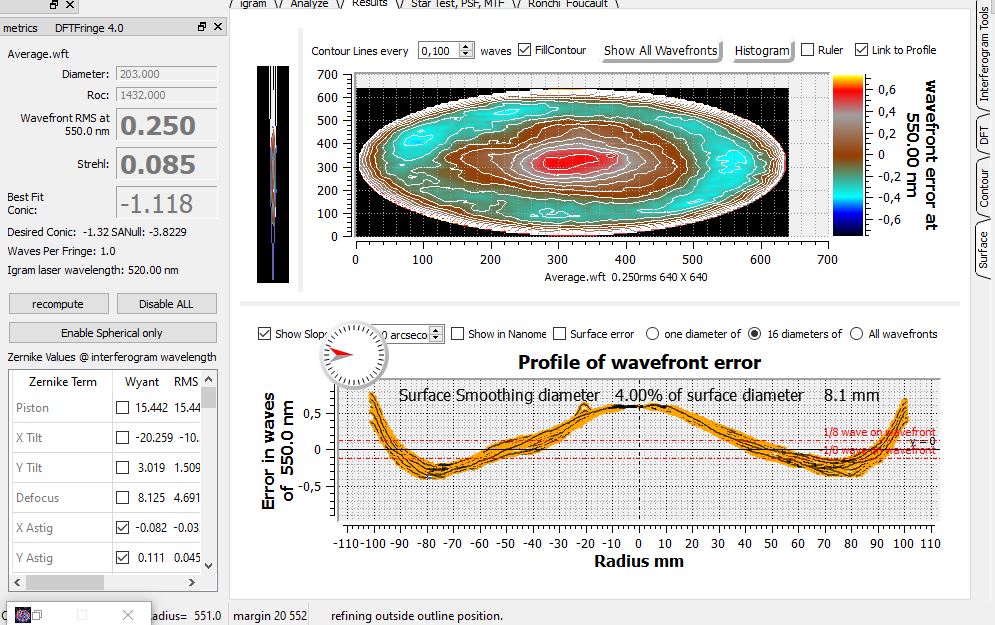 igram
Analyze
Results
Star Test, PSF, MTF
Ronchi Foucault
metrics DFTFringe 4.0
Average.wft
Diameter: 203.000
Roc: 1432.000
Wavefront RMS at
550.0 nm
0.250
Strehl: 0.085
Best Fit
Conic:
-1.118
Desired Conic: -1.32 SANull: -3.8229
Waves Per Fringe: 1.0
Igram laser wavelength: 520.00 nm
recompute
Disable ALL
Enable Spherical only
Zernike Values @ interferogram wavelength
Zernike Term Wyant RMS
Piston 15.442 15.44
X Tilt -20.259 -10.
Y Tilt 3.019 1.509
Defocus 8.125 4.691
X Astig -0.082 -0.03
Y Astig 0.111 0.045
Contour Lines every 0,100 waves
FillContour
Show All Wavefronts
Histogram
Ruler
Link to Profile
700
600
500
400
300
200
100
0
0 100 200 300 400 500 600 700
Average.wft 0.250rms 640 X 640
0,6
0,4
0,2
0
-0,2
-0,4
-0,6
wavefront error at
550.00 nm
Show Slop
0 arcseco
Show in Nanome
Surface error
one diameter of
16 diameters of
All wavefronts
Profile of wavefront error
Surface Smoothing diameter 4.00% of surface diameter 8.1 mm
Error in waves
of 550.0 nm
0,5
0
-0,5
1/8 wave on wavefront
y = 0
-1/8 wave on wavefront
-110 -100 -90 -80 -70 -60 -50 -40 -30 -20 -10 0 10 20 30 40 50 60 70 80 90 100 110
Radius mm
Interferogram Tools
DFT
Contour
Surface
adius= 551.0
margin 20 552
refining outside outline position.